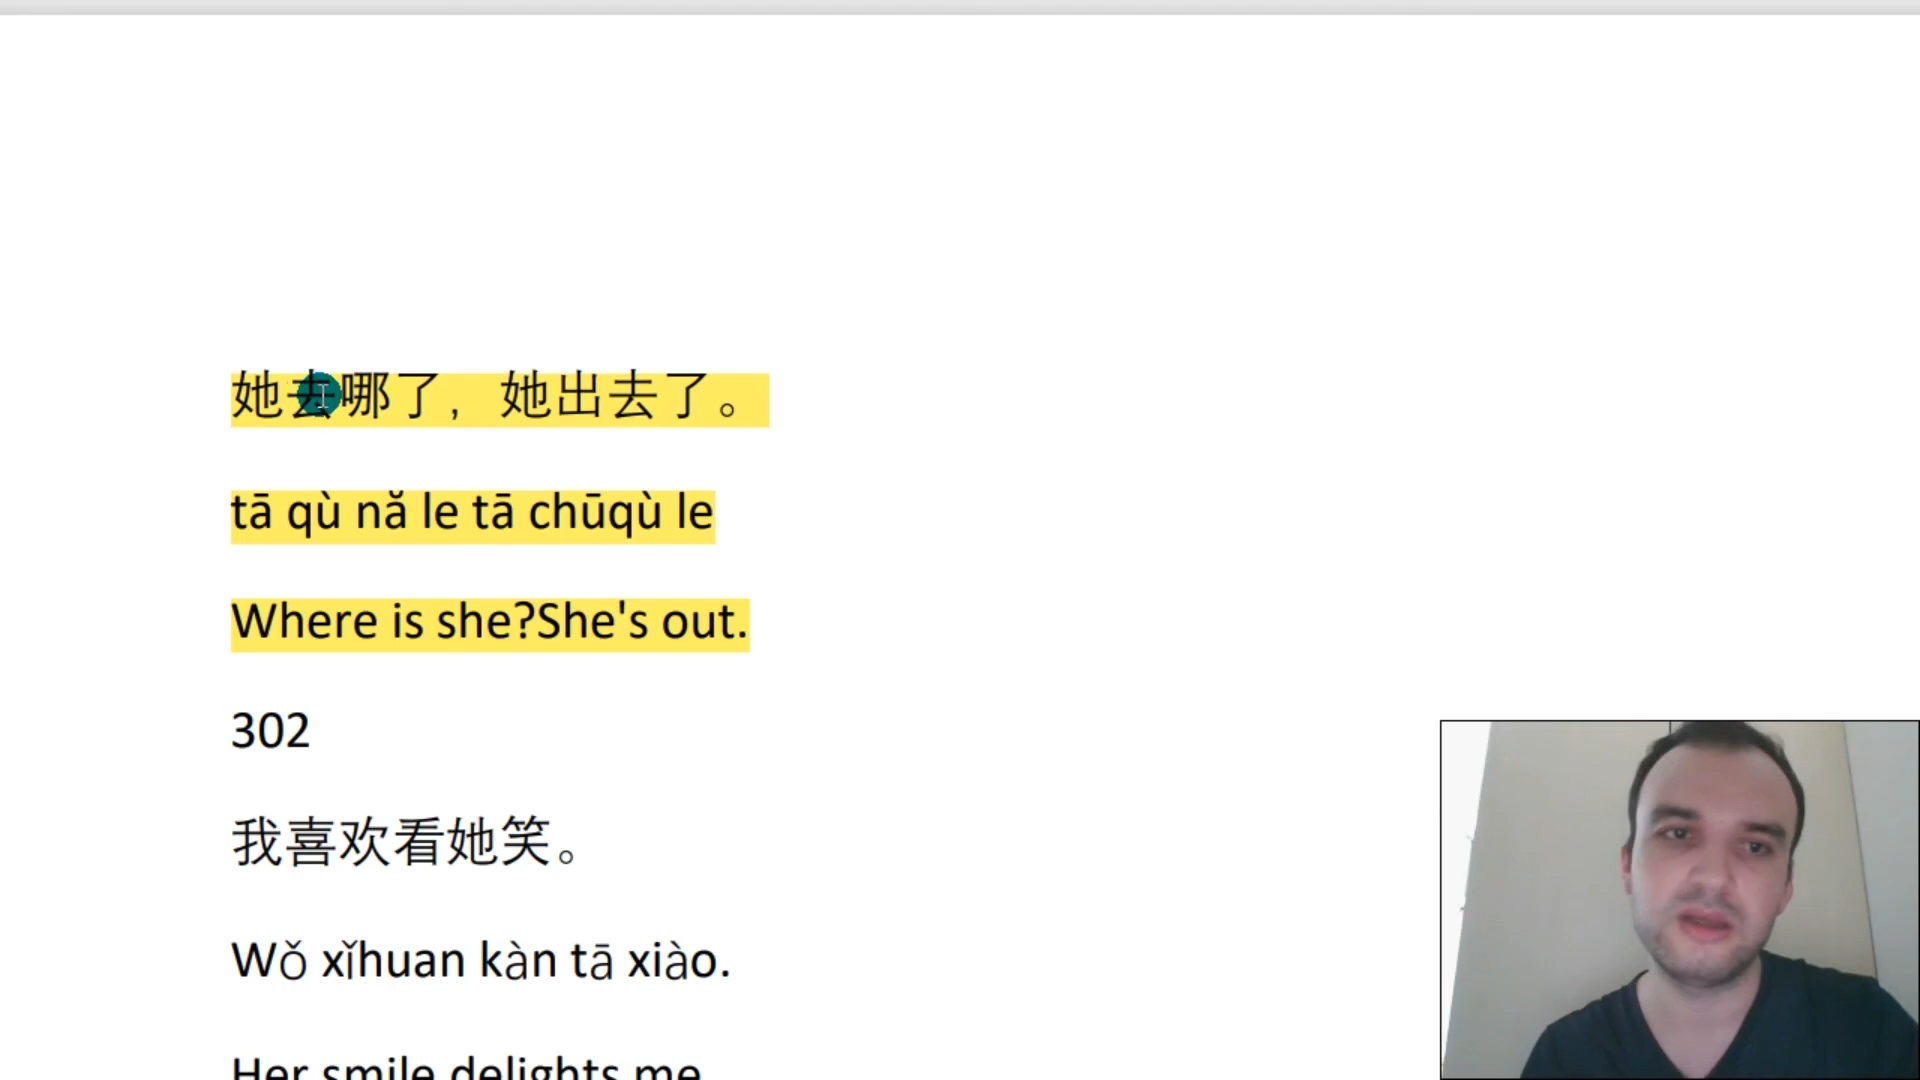 她去哪了，她出去了。
tā qù nǎ le tā chūqù le
Where is she?She's out.
302
我喜欢看她笑。
Wǒ xǐhuan kàn tā xiào.
Her smile delights me